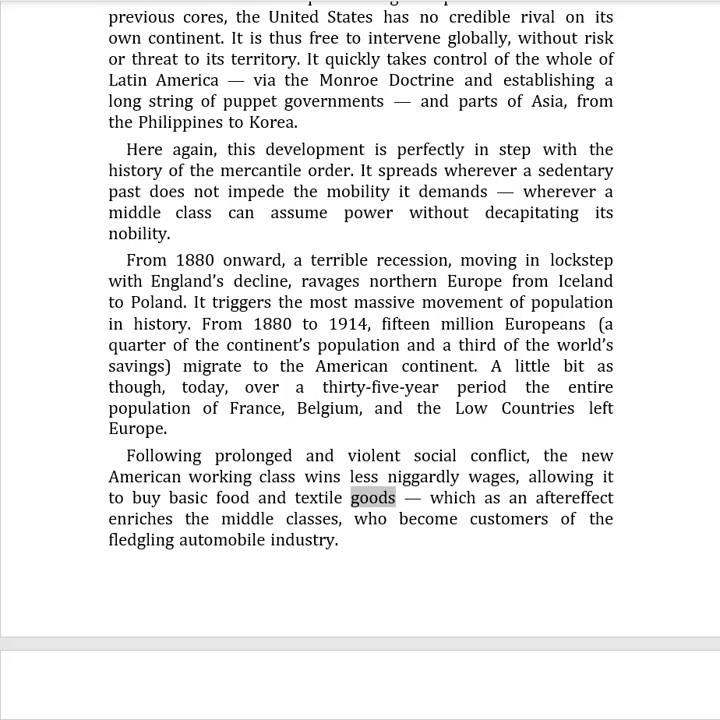 previous cores, the United States has no credible rival on its
own continent. It is thus free to intervene globally, without risk
or threat to its territory. It quickly takes control of the whole of
Latin America — via the Monroe Doctrine and establishing a
long string of puppet governments — and parts of Asia, from
the Philippines to Korea.
Here again, this development is perfectly in step with the
history of the mercantile order. It spreads wherever a sedentary
past does not impede the mobility it demands — wherever a
middle class can assume power without decapitating its
nobility.
From 1880 onward, a terrible recession, moving in lockstep
with England’s decline, ravages northern Europe from Iceland
to Poland. It triggers the most massive movement of population
in history. From 1880 to 1914, fifteen million Europeans (a
quarter of the continent’s population and a third of the world’s
savings) migrate to the American continent. A little bit as
though, today, over a thirty-five-year period the entire
population of France, Belgium, and the Low Countries left
Europe.
Following prolonged and violent social conflict, the new
American working class wins less niggardly wages, allowing it
to buy basic food and textile goods — which as an aftereffect
enriches the middle classes, who become customers of the
fledgling automobile industry.